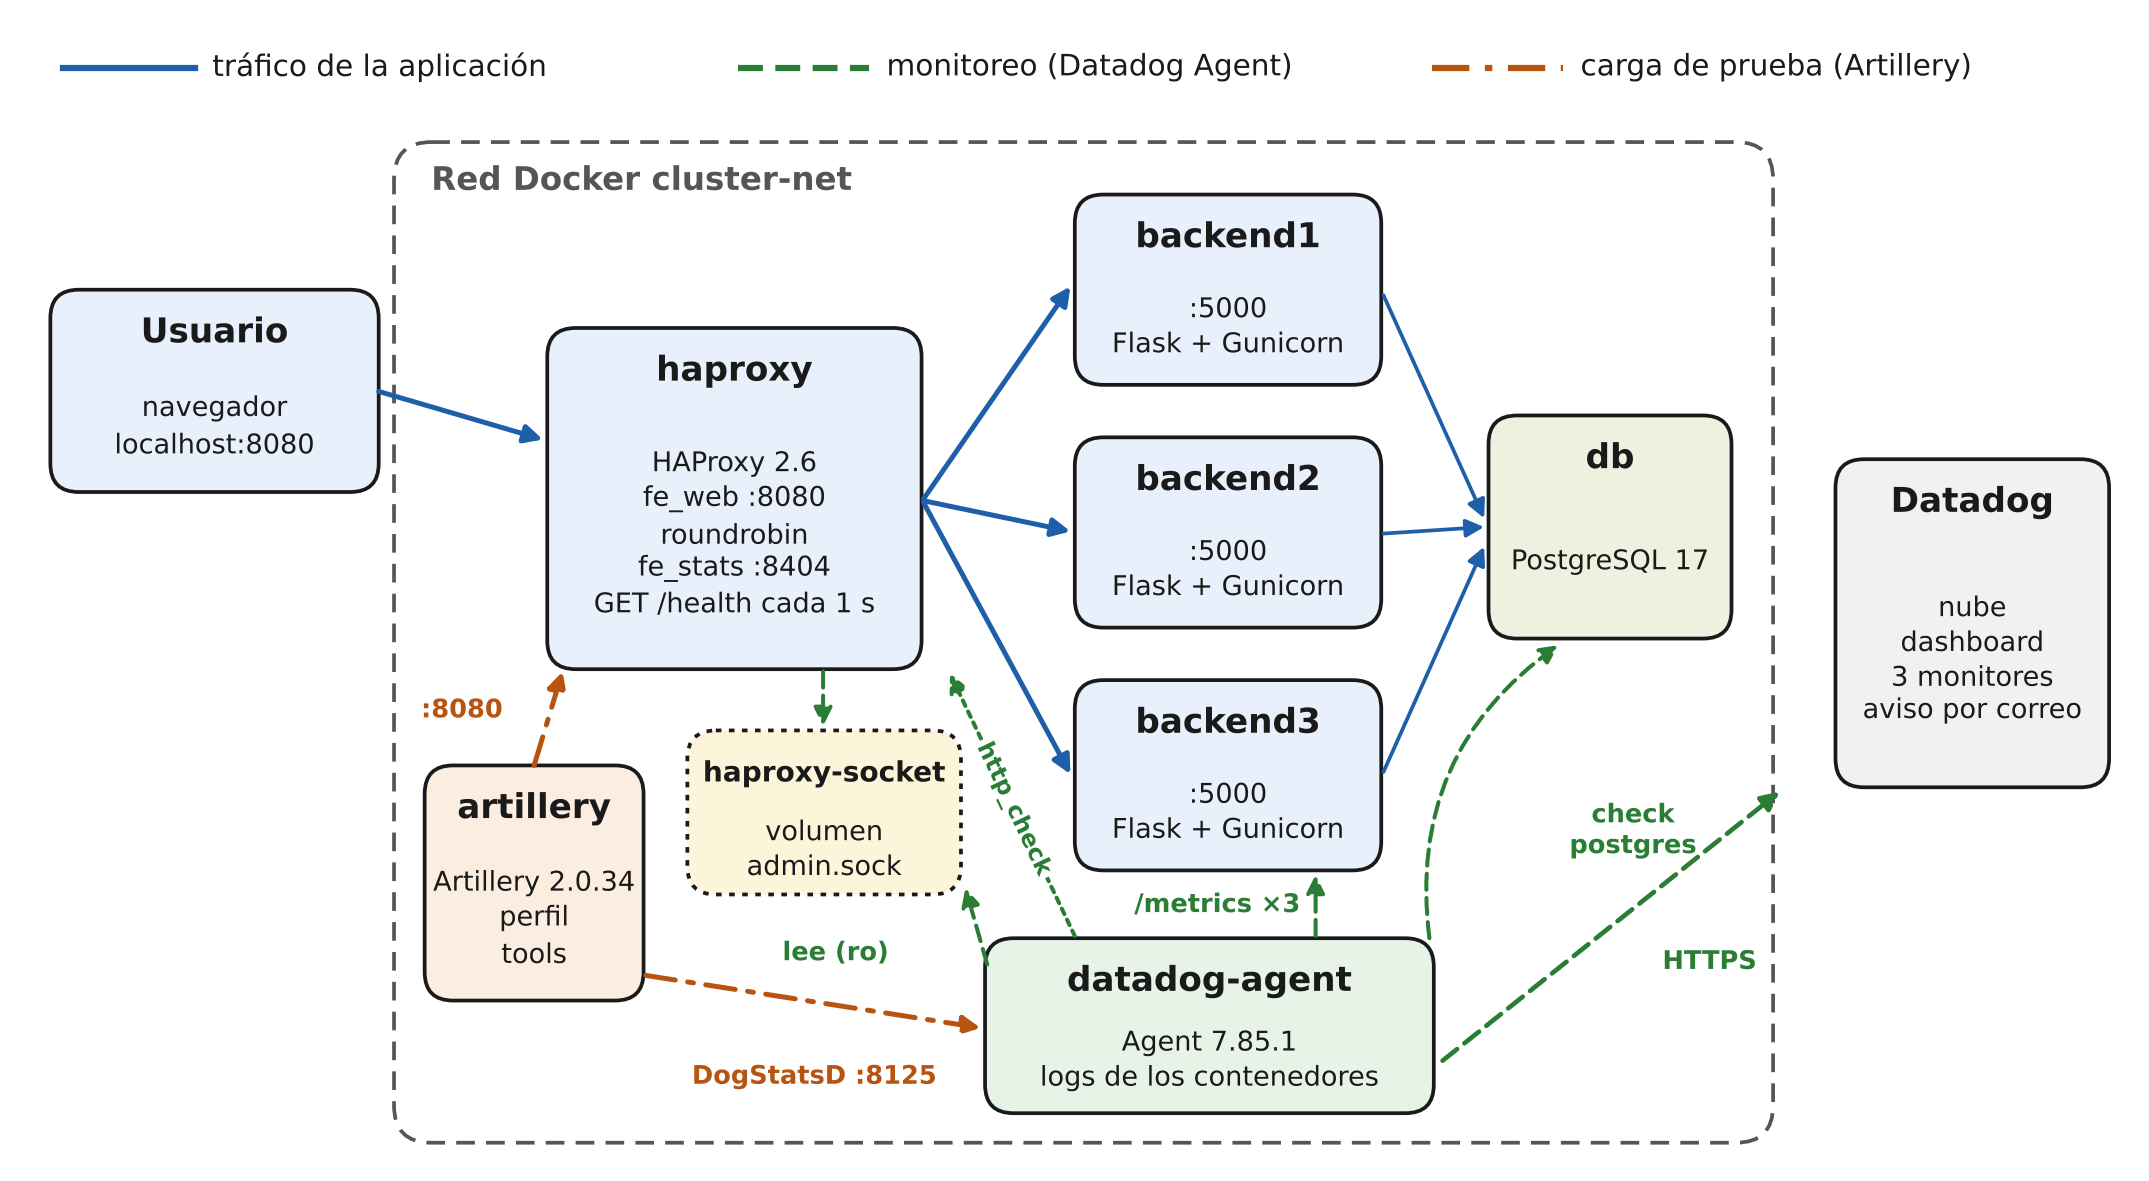 tráfico de la aplicación
monitoreo (Datadog Agent)
carga de prueba (Artillery)
Red Docker cluster-net
Usuario
navegador
localhost:8080
haproxy
HAProxy 2.6
fe_web :8080
roundrobin
fe_stats :8404
GET /health cada 1 s
backend1
:5000
Flask + Gunicorn
backend2
:5000
Flask + Gunicorn
backend3
:5000
Flask + Gunicorn
db
PostgreSQL 17
Datadog
nube
dashboard
3 monitores
aviso por correo
:8080
artillery
Artillery 2.0.34
perfil
tools
haproxy-socket
volumen
admin.sock
http_check
lee (ro)
/metrics ×3
check
postgres
HTTPS
datadog-agent
Agent 7.85.1
logs de los contenedores
DogStatsD :8125